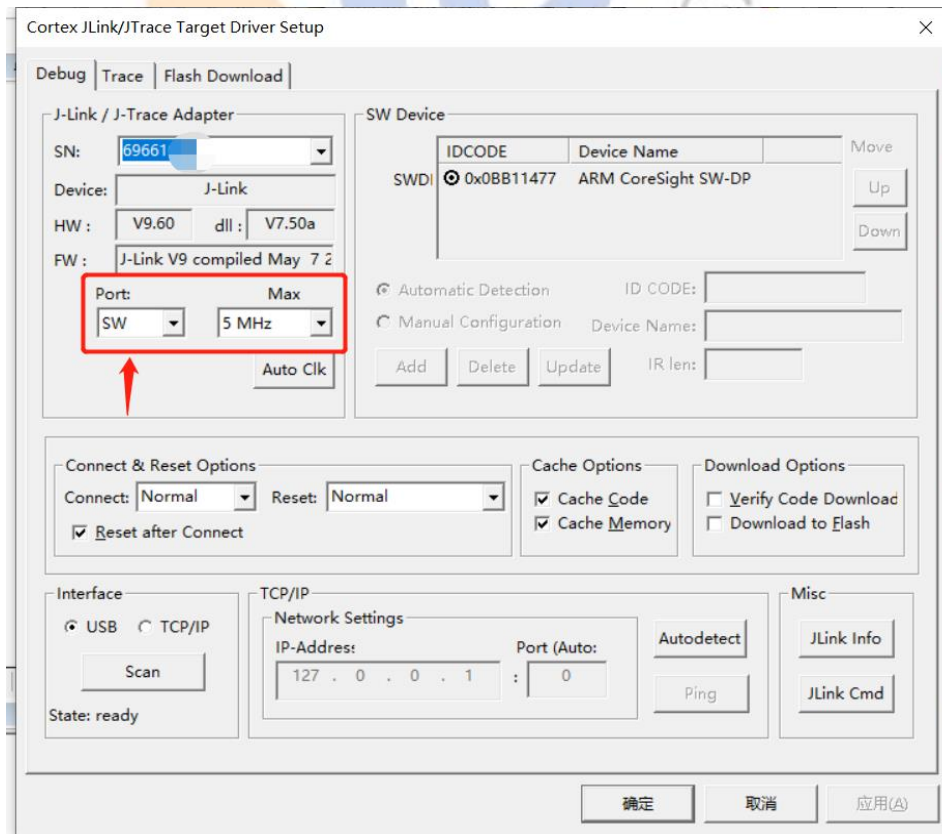 Cortex JLink/JTrace Target Driver Setup
Debug Trace Flash Download
J-Link / J-Trace Adapter
SN: 69661
Device: J-Link
HW : V9.60 dll : V7.50a
FW : J-Link V9 compiled May 7 2
Port: Max
SW 5 MHz
Auto Clk
SW Device
IDCODE Device Name
SWDI 0x0BB11477 ARM CoreSight SW-DP
Move
Up
Down
Automatic Detection ID CODE:
Manual Configuration Device Name:
Add Delete Update IR len:
Connect & Reset Options
Connect: Normal Reset: Normal
Reset after Connect
Cache Options
Cache Code
Cache Memory
Download Options
Verify Code Download
Download to Flash
Interface
USB TCP/IP
Scan
State: ready
TCP/IP
Network Settings
IP-Address Port (Auto:
127 . 0 . 0 . 1 : 0
Autodetect
Ping
Misc
JLink Info
JLink Cmd
确定 取消 应用(A)